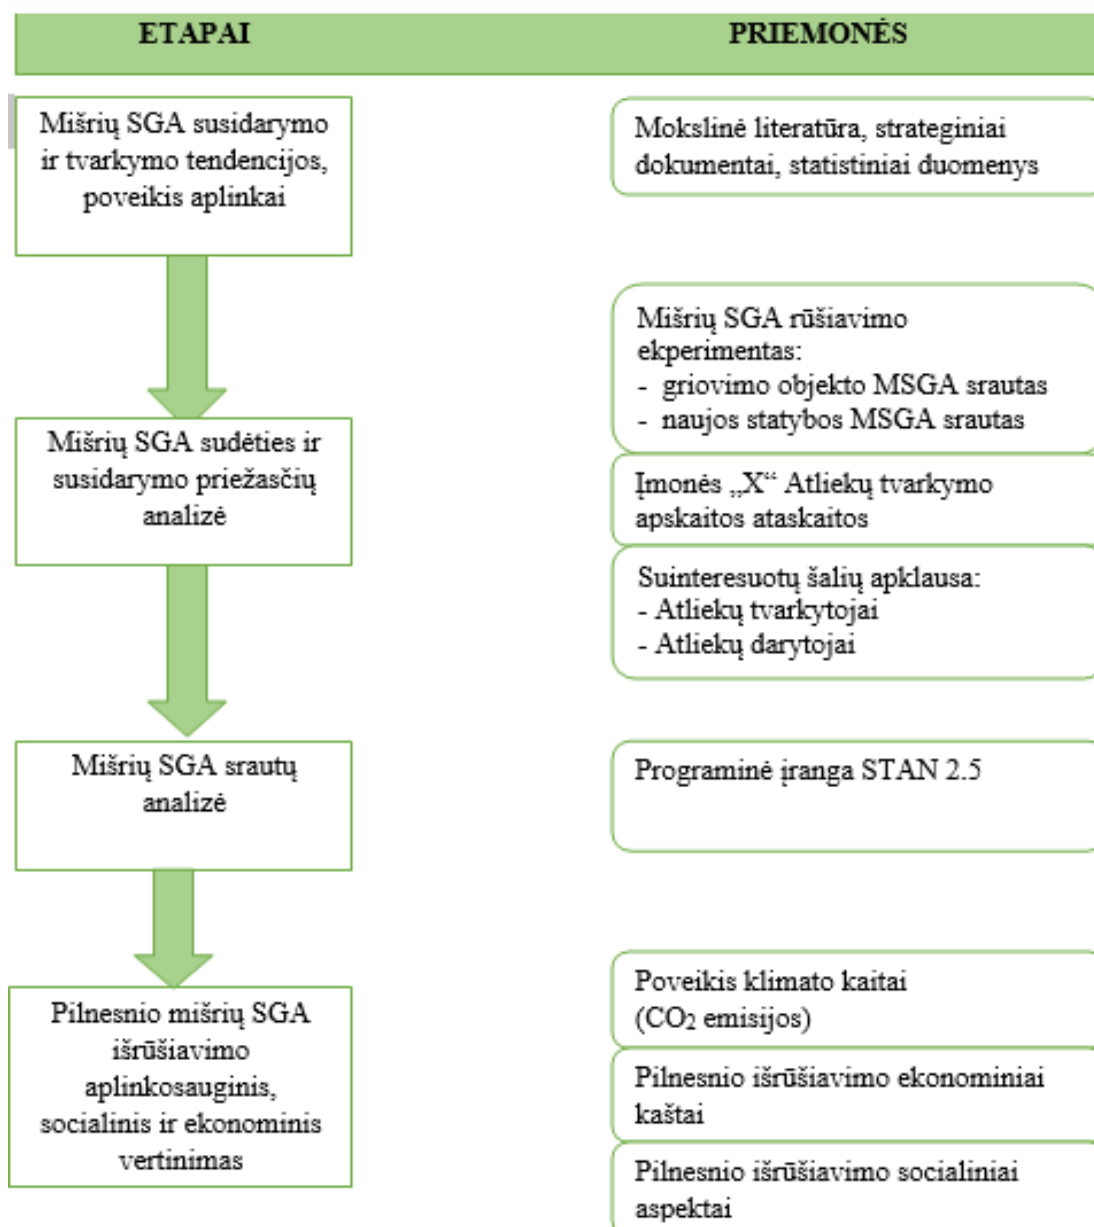 ETAPAI
PRIEMONĖS
Mišrių SGA susidarymo
ir tvarkymo tendencijos,
poveikis aplinkai
Mokslinė literatūra, strateginiai
dokumentai, statistiniai duomenys
Mišrių SGA sudėties ir
susidarymo priežasčių
analizė
Mišrių SGA rūšiavimo
ekperimentas:
- griovimo objekto MSGA srautas
- naujos statybos MSGA srautas
Įmonės „X“ Atliekų tvarkymo
apskaitos ataskaitos
Suinteresuotų šalių apklausa:
- Atliekų tvarkytojai
- Atliekų darytojai
Mišrių SGA srautų
analizė
Programinė įranga STAN 2.5
Pilnesnio mišrių SGA
išrūšiavimo
aplinkosauginis,
socialinis ir ekonominis
vertinimas
Poveikis klimato kaitai
(CO₂ emisijos)
Pilnesnio išrūšiavimo ekonominiai
kaštai
Pilnesnio išrūšiavimo socialiniai
aspektai